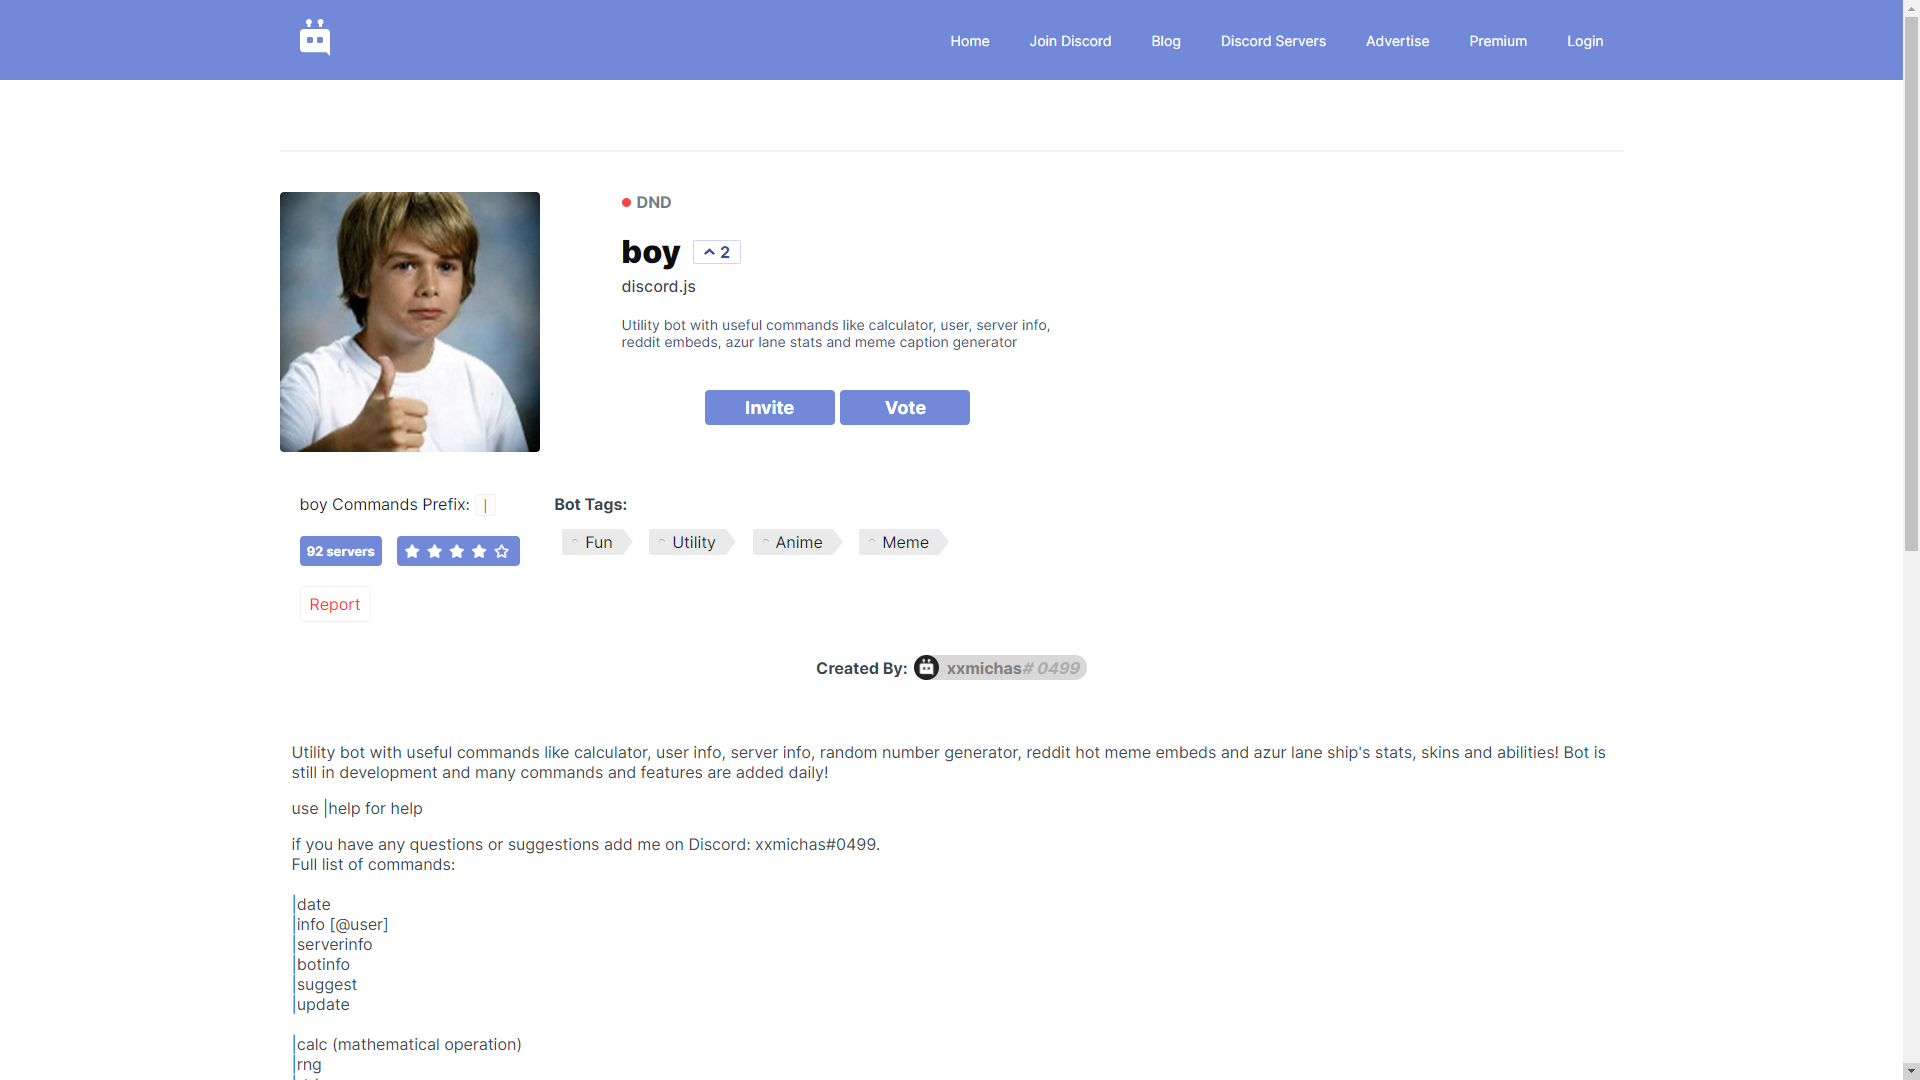 Home Join Discord Blog Discord Servers Advertise Premium Login
DND
boy 2
discord.js
Utility bot with useful commands like calculator, user, server info,
reddit embeds, azur lane stats and meme caption generator
Invite Vote
boy Commands Prefix: |
Bot Tags:
Fun Utility Anime Meme
92 servers
Report
Created By: xxmichas#0499
Utility bot with useful commands like calculator, user info, server info, random number generator, reddit hot meme embeds and azur lane ship's stats, skins and abilities! Bot is
still in development and many commands and features are added daily!
use |help for help
if you have any questions or suggestions add me on Discord: xxmichas#0499.
Full list of commands:
|date
|info [@user]
|serverinfo
|botinfo
|suggest
|update
|calc (mathematical operation)
|rng